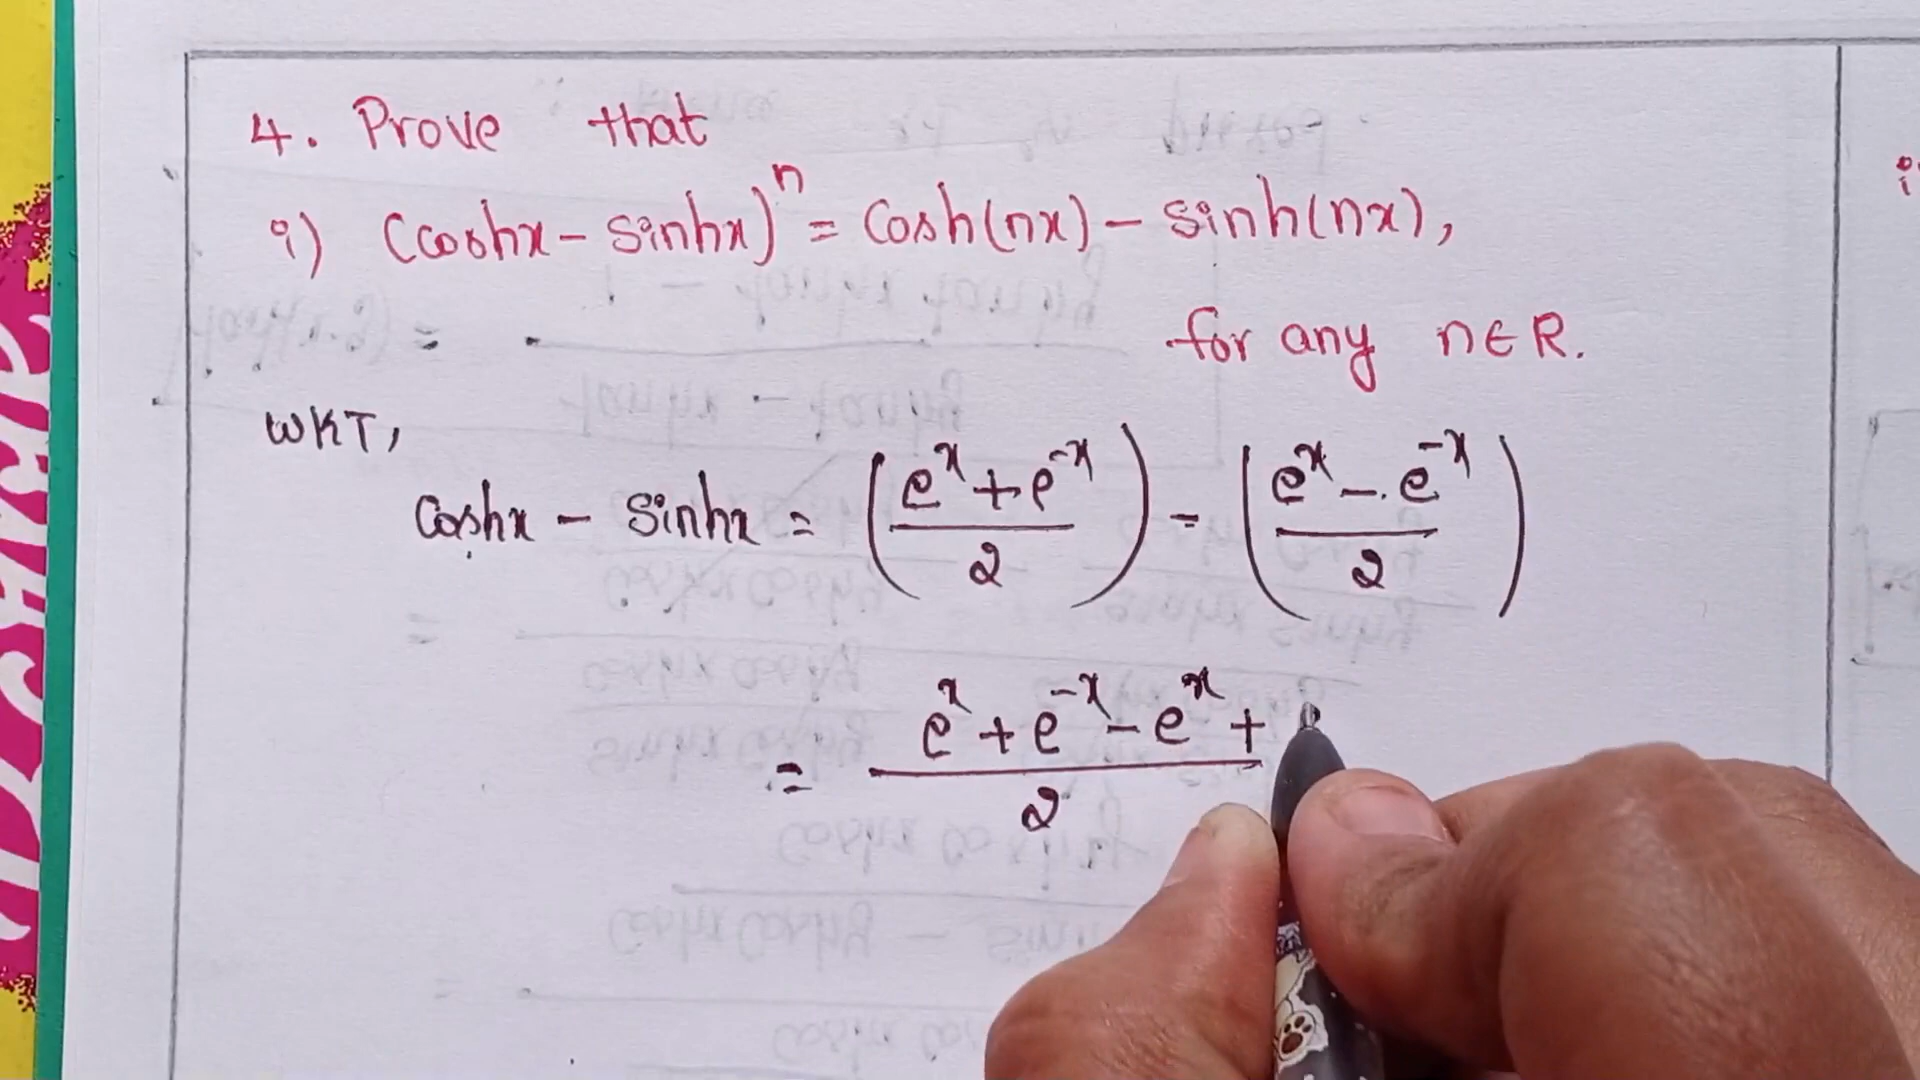 4. Prove that
i) (coshx - sinhx)^n = cosh(nx) - sinh(nx),
for any n∈R.
WKT,
Coshx - Sinhx = ((e^x + e^-x)/2) - ((e^x - e^-x)/2)
= (e^x + e^-x - e^x +)/2